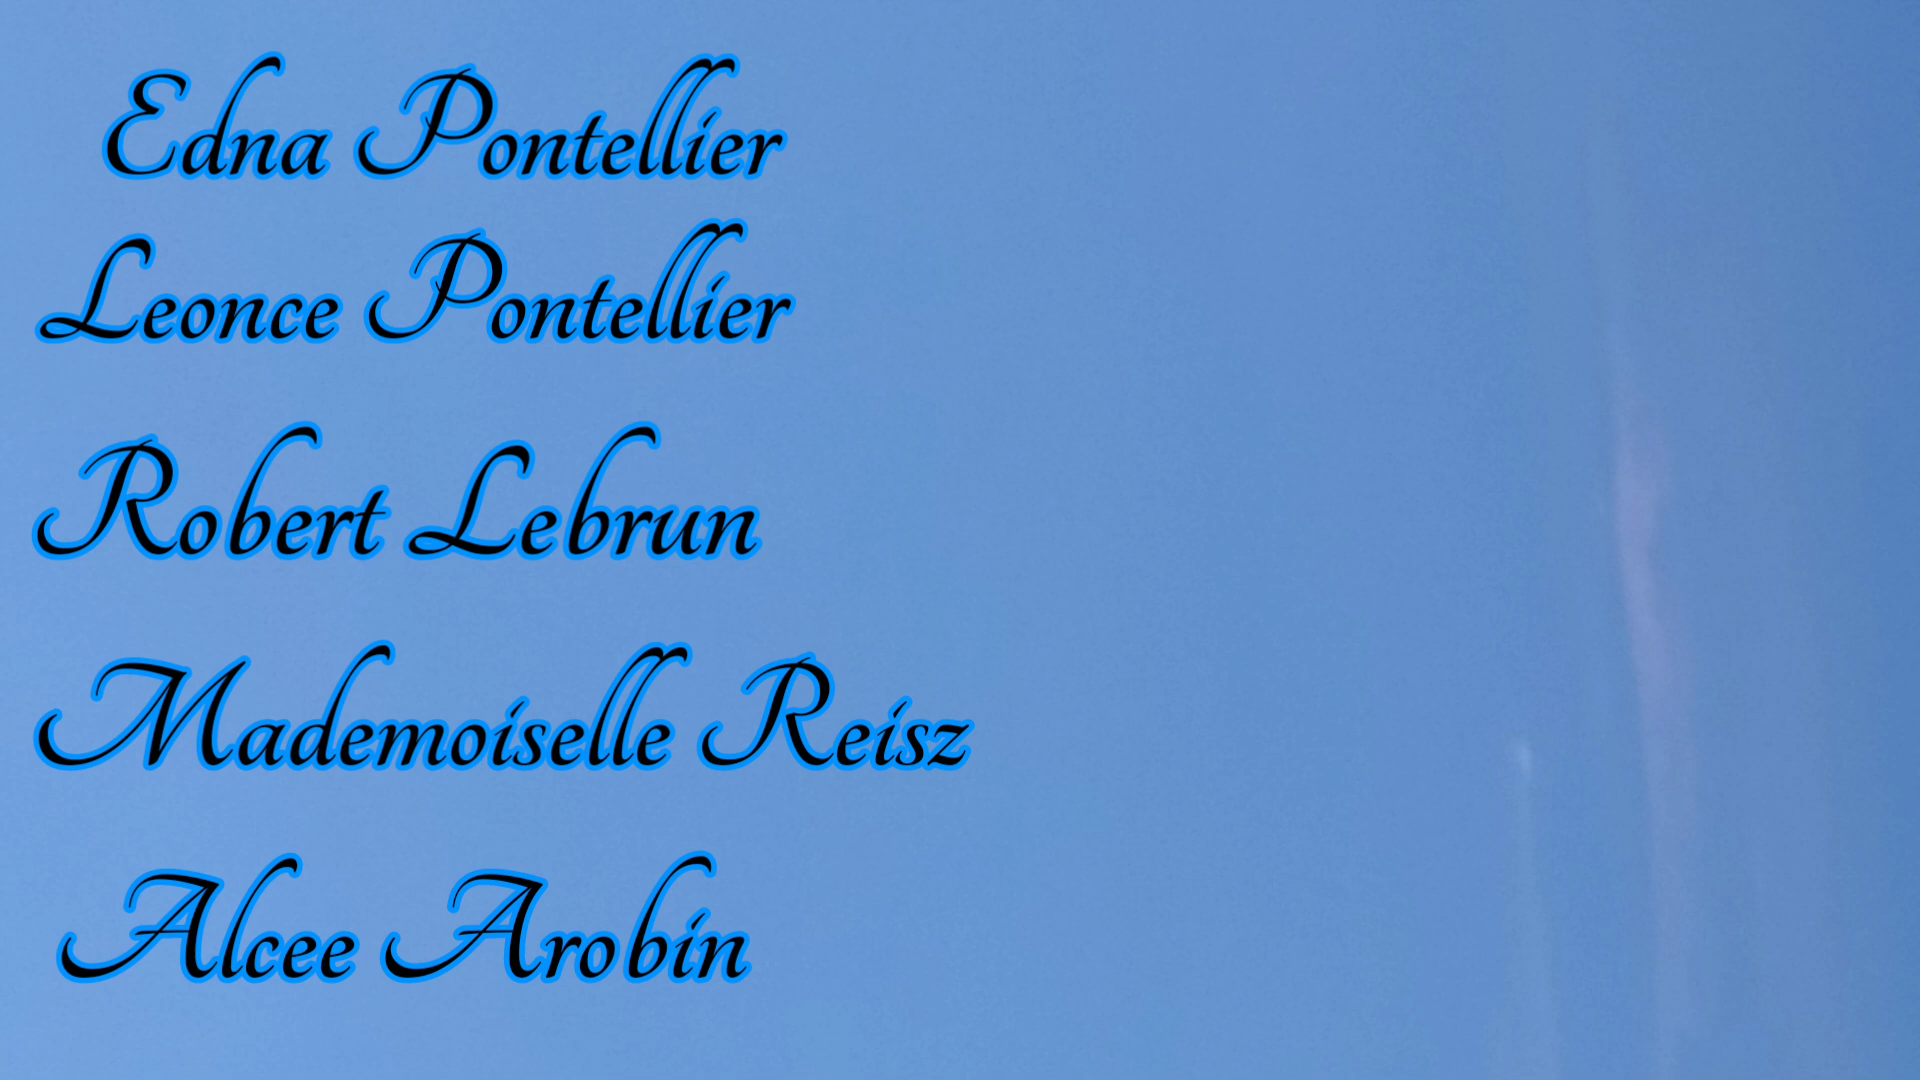 Edna Pontellier
Leonce Pontellier
Robert Lebrun
Mademoiselle Reisz
Alcee Arobin